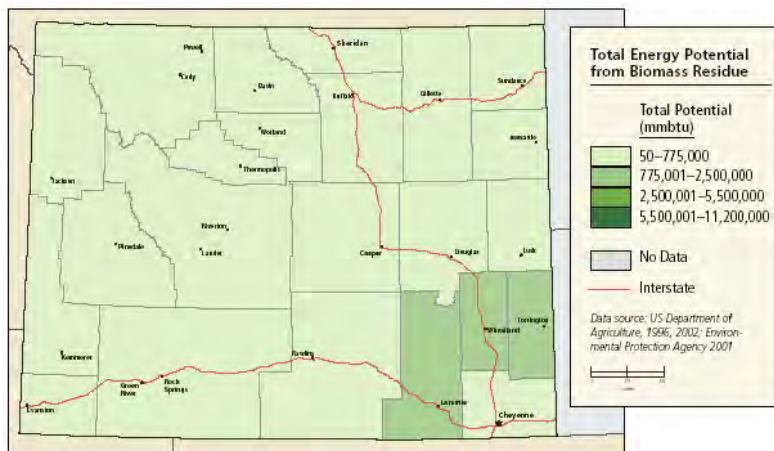 Total Energy Potential
from Biomass Residue
Total Potential
(mmbtu)
50–775,000
775,001–2,500,000
2,500,001–5,500,000
5,500,001–11,200,000
No Data
Interstate
Data source: US Department of
Agriculture, 1996, 2002; Environ-
mental Protection Agency 2001
Powell
Sheridan
Cody
Basin
Buffalo
Gillette
Sundance
Worland
Newcastle
Thermopolis
Jackson
Riverton
Pinedale
Lander
Casper
Douglas
Lusk
Torrington
Wheatland
Kemmerer
Rawlins
Green
River
Rock
Springs
Evanston
Laramie
Cheyenne